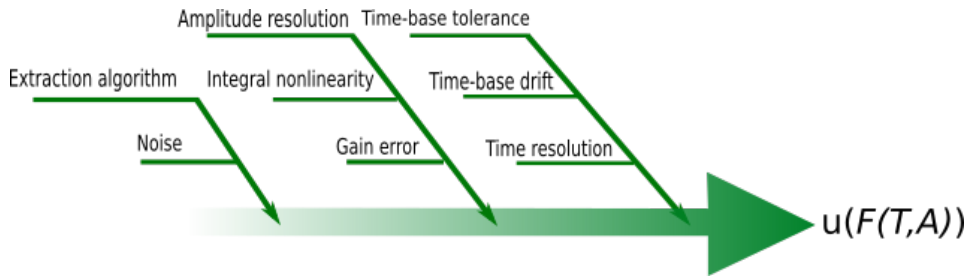 Amplitude resolution
Time-base tolerance
Extraction algorithm
Integral nonlinearity
Time-base drift
Noise
Gain error
Time resolution
u(F(T,A))